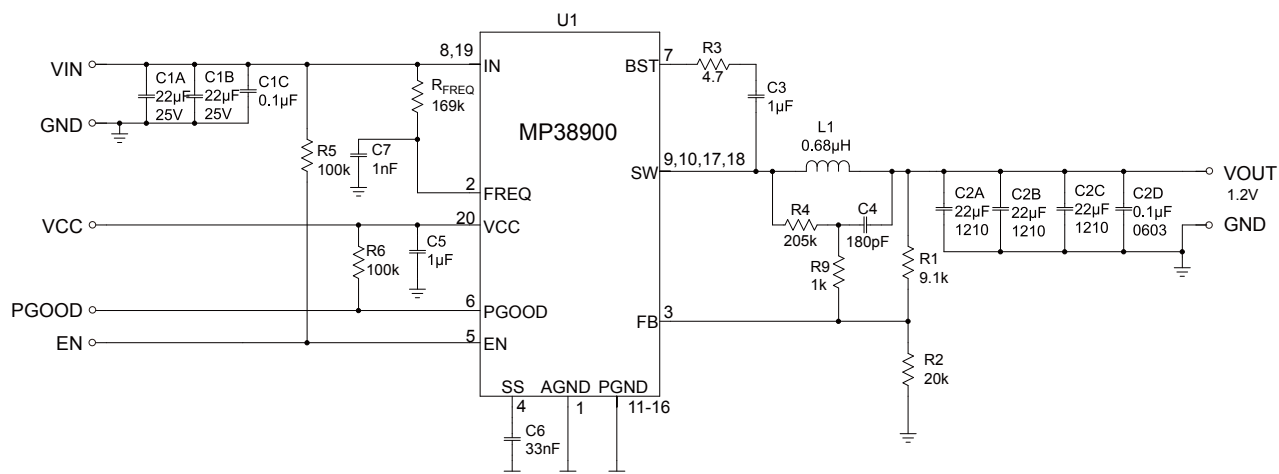 U1
8,19
7
R3
VIN
IN
BST
4.7
C1A
22µF
25V
C1B
22µF
25V
C1C
0.1µF
RFREQ
169k
C3
1µF
GND
MP38900
L1
0.68µH
R5
100k
C7
1nF
9,10,17,18
SW
VOUT
1.2V
2
FREQ
C2A
22µF
1210
C2B
22µF
1210
C2C
22µF
1210
C2D
0.1µF
0603
R4
205k
C4
180pF
VCC
20
VCC
GND
R6
100k
C5
1µF
R9
1k
R1
9.1k
PGOOD
6
PGOOD
3
FB
EN
5
EN
R2
20k
SS
AGND
PGND
4
1
11-16
C6
33nF